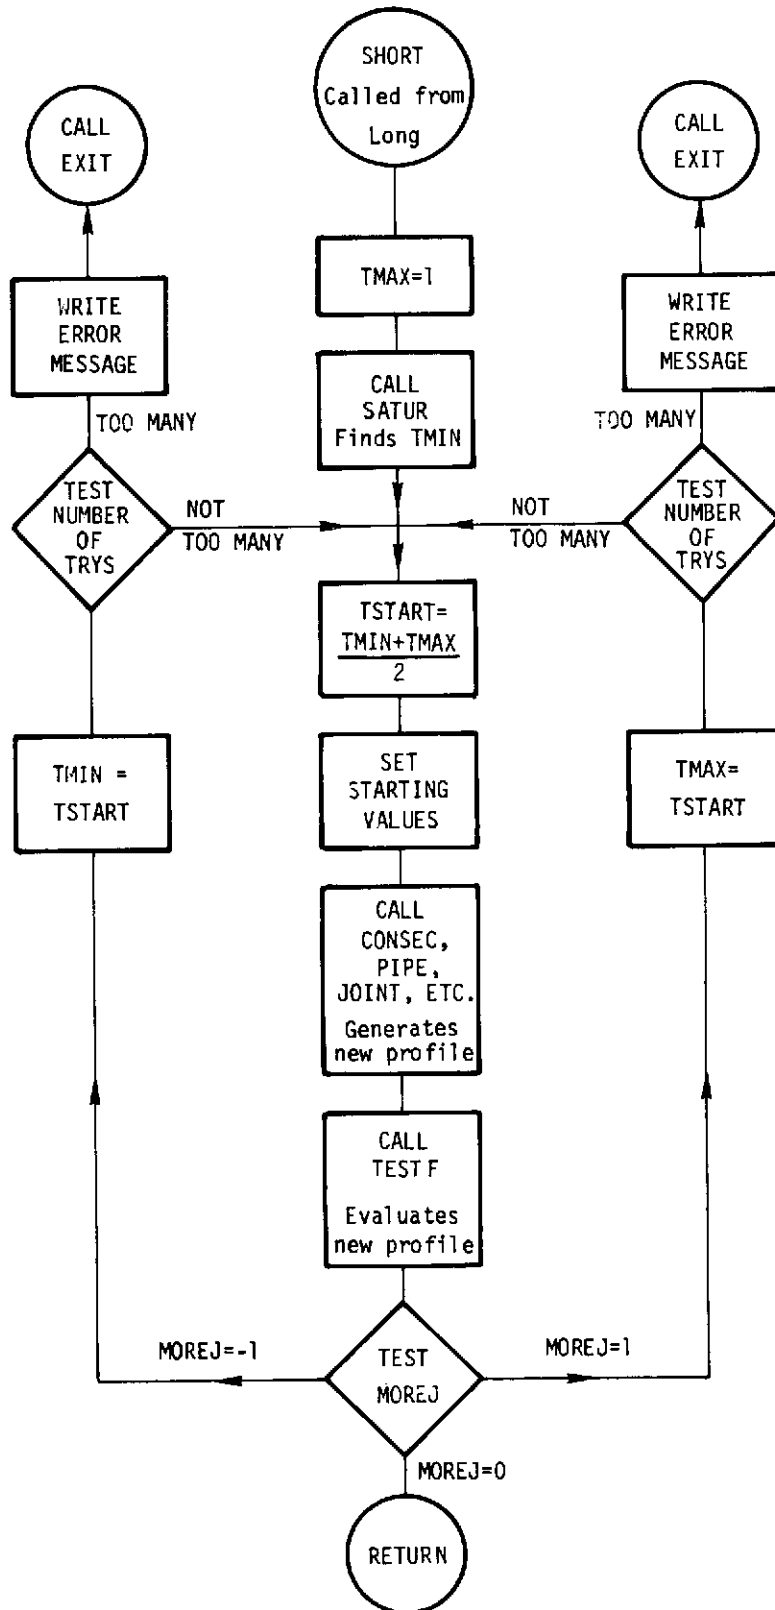 SHORT
Called from
Long
CALL
EXIT
CALL
EXIT
TMAX=1
WRITE
ERROR
MESSAGE
WRITE
ERROR
MESSAGE
CALL
SATUR
Finds TMIN
TOO MANY
TOO MANY
TEST
NUMBER
OF
TRYS
NOT
TOO MANY
NOT
TOO MANY
TEST
NUMBER
OF
TRYS
TSTART=
TMIN+TMAX
2
TMIN =
TSTART
SET
STARTING
VALUES
TMAX=
TSTART
CALL
CONSEC,
PIPE,
JOINT, ETC.
Generates
new profile
CALL
TEST F
Evaluates
new profile
MOREJ=-1
TEST
MOREJ
MOREJ=1
MOREJ=0
RETURN